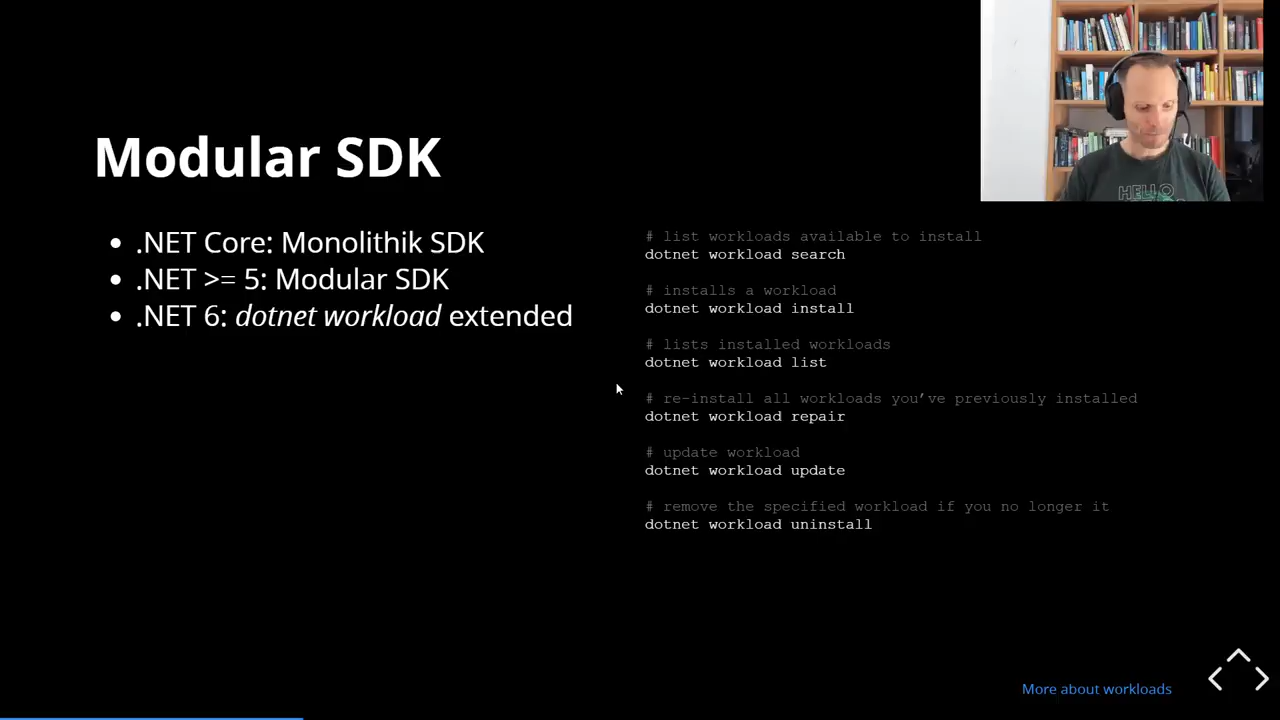 Modular SDK
.NET Core: Monolithik SDK
.NET >= 5: Modular SDK
.NET 6: dotnet workload extended
# list workloads available to install
dotnet workload search
# installs a workload
dotnet workload install
# lists installed workloads
dotnet workload list
# re-install all workloads you’ve previously installed
dotnet workload repair
# update workload
dotnet workload update
# remove the specified workload if you no longer it
dotnet workload uninstall
HELLO
More about workloads